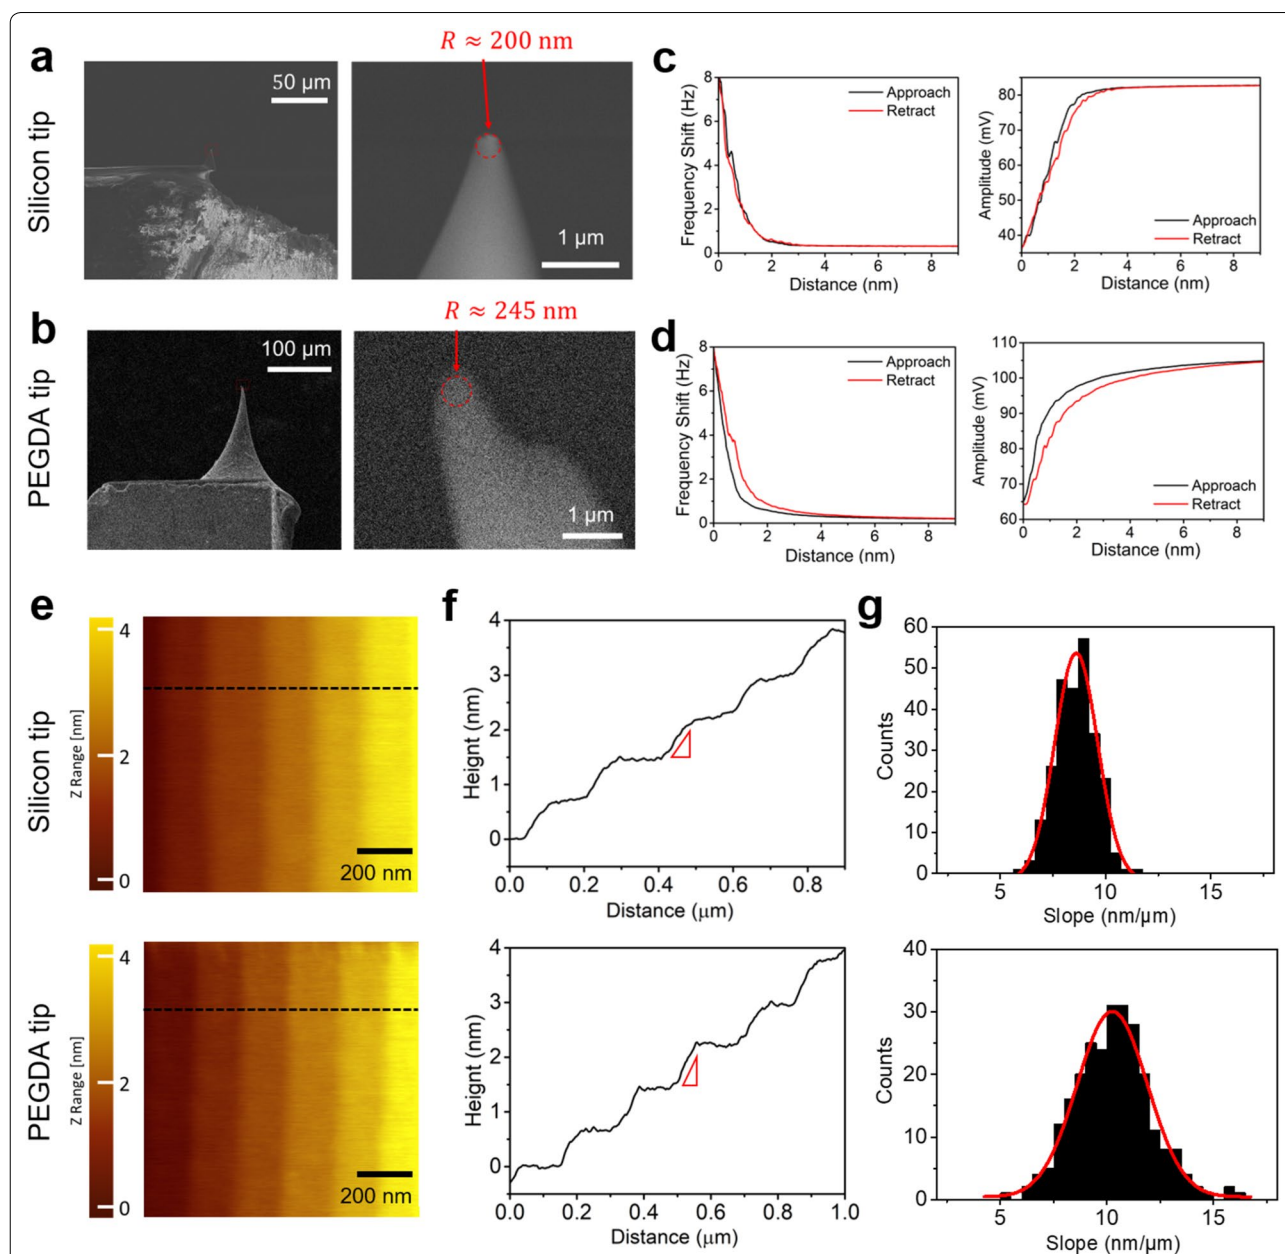 a
Silicon tip
50 μm
R ≈ 200 nm
1 μm
b
PEGDA tip
100 μm
R ≈ 245 nm
1 μm
c
Frequency Shift (Hz)
8
6
4
2
0
0 2 4 6 8
Distance (nm)
Approach
Retract
Amplitude (mV)
80
70
60
50
40
0 2 4 6 8
Distance (nm)
Approach
Retract
d
Frequency Shift (Hz)
8
6
4
2
0
0 2 4 6 8
Distance (nm)
Approach
Retract
Amplitude (mV)
110
100
90
80
70
60
0 2 4 6 8
Distance (nm)
Approach
Retract
e
Silicon tip
Z Range [nm]
4
2
0
200 nm
PEGDA tip
Z Range [nm]
4
2
0
200 nm
f
Heignt (nm)
4
3
2
1
0
0.0 0.2 0.4 0.6 0.8
Distance (μm)
Heignt (nm)
4
3
2
1
0
0.0 0.2 0.4 0.6 0.8 1.0
Distance (μm)
g
Counts
60
50
40
30
20
10
0
5 10 15
Slope (nm/μm)
Counts
40
30
20
10
0
5 10 15
Slope (nm/μm)